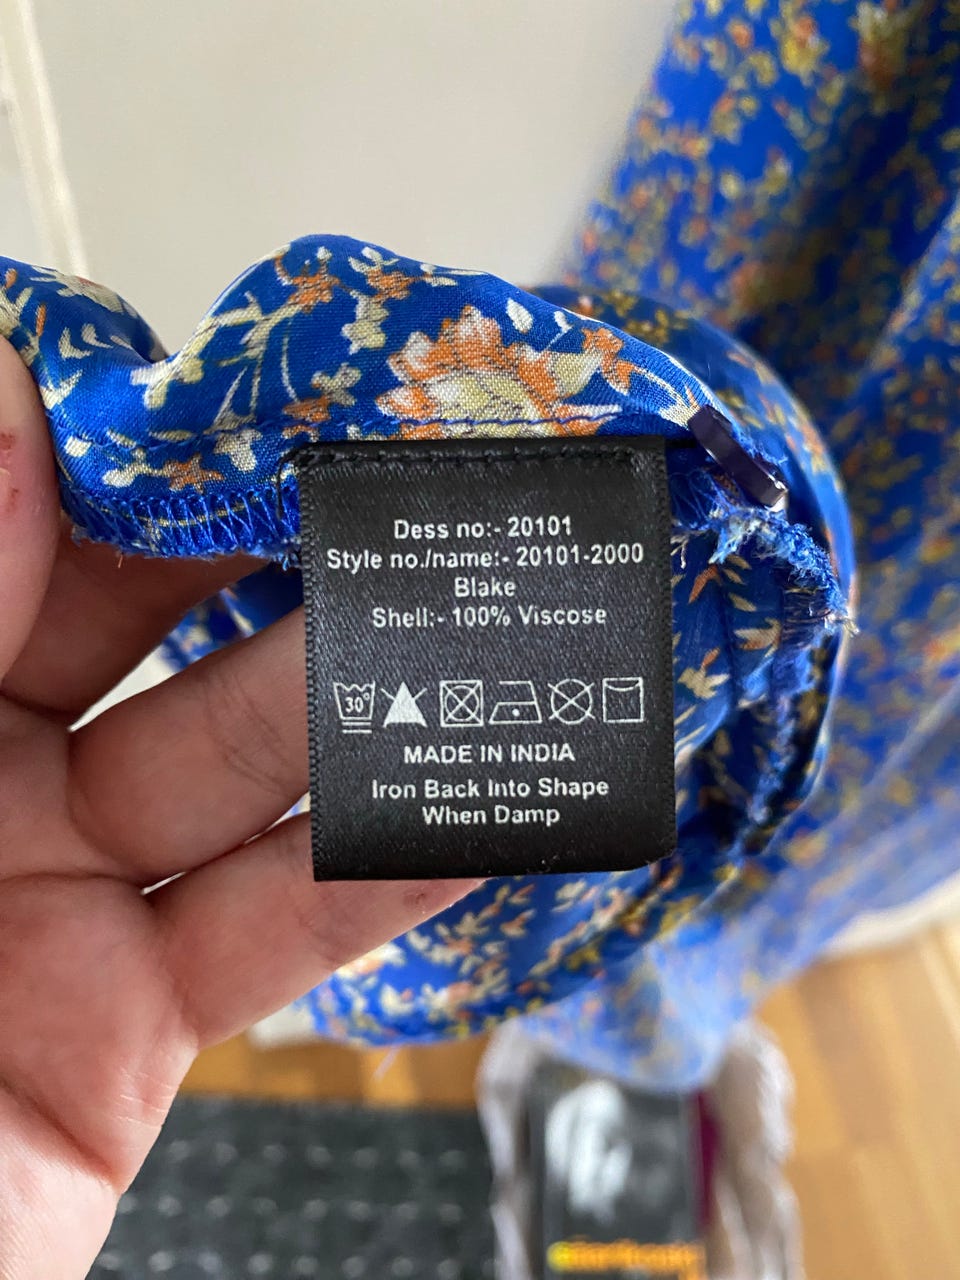 Dess no:- 20101
Style no./name:- 20101-2000
Blake
Shell:- 100% Viscose
30°
MADE IN INDIA
Iron Back Into Shape
When Damp